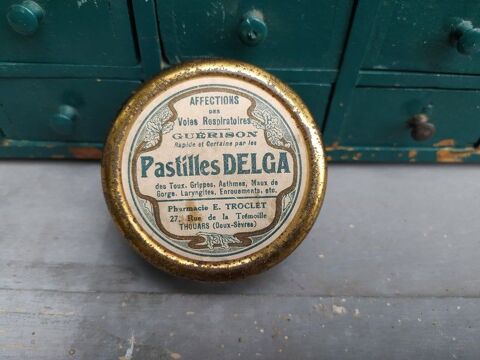 AFFECTIONS
DES
Voies Respiratoires
GUÉRISON
Rapide et Certaine par les
Pastilles DELGA
des Toux, Grippes, Asthmes, Maux de
Gorge, Laryngites, Enrouements, etc.
Pharmacie E. TROCLET
27, Rue de la Trémoille
THOUARS (Deux-Sèvres)